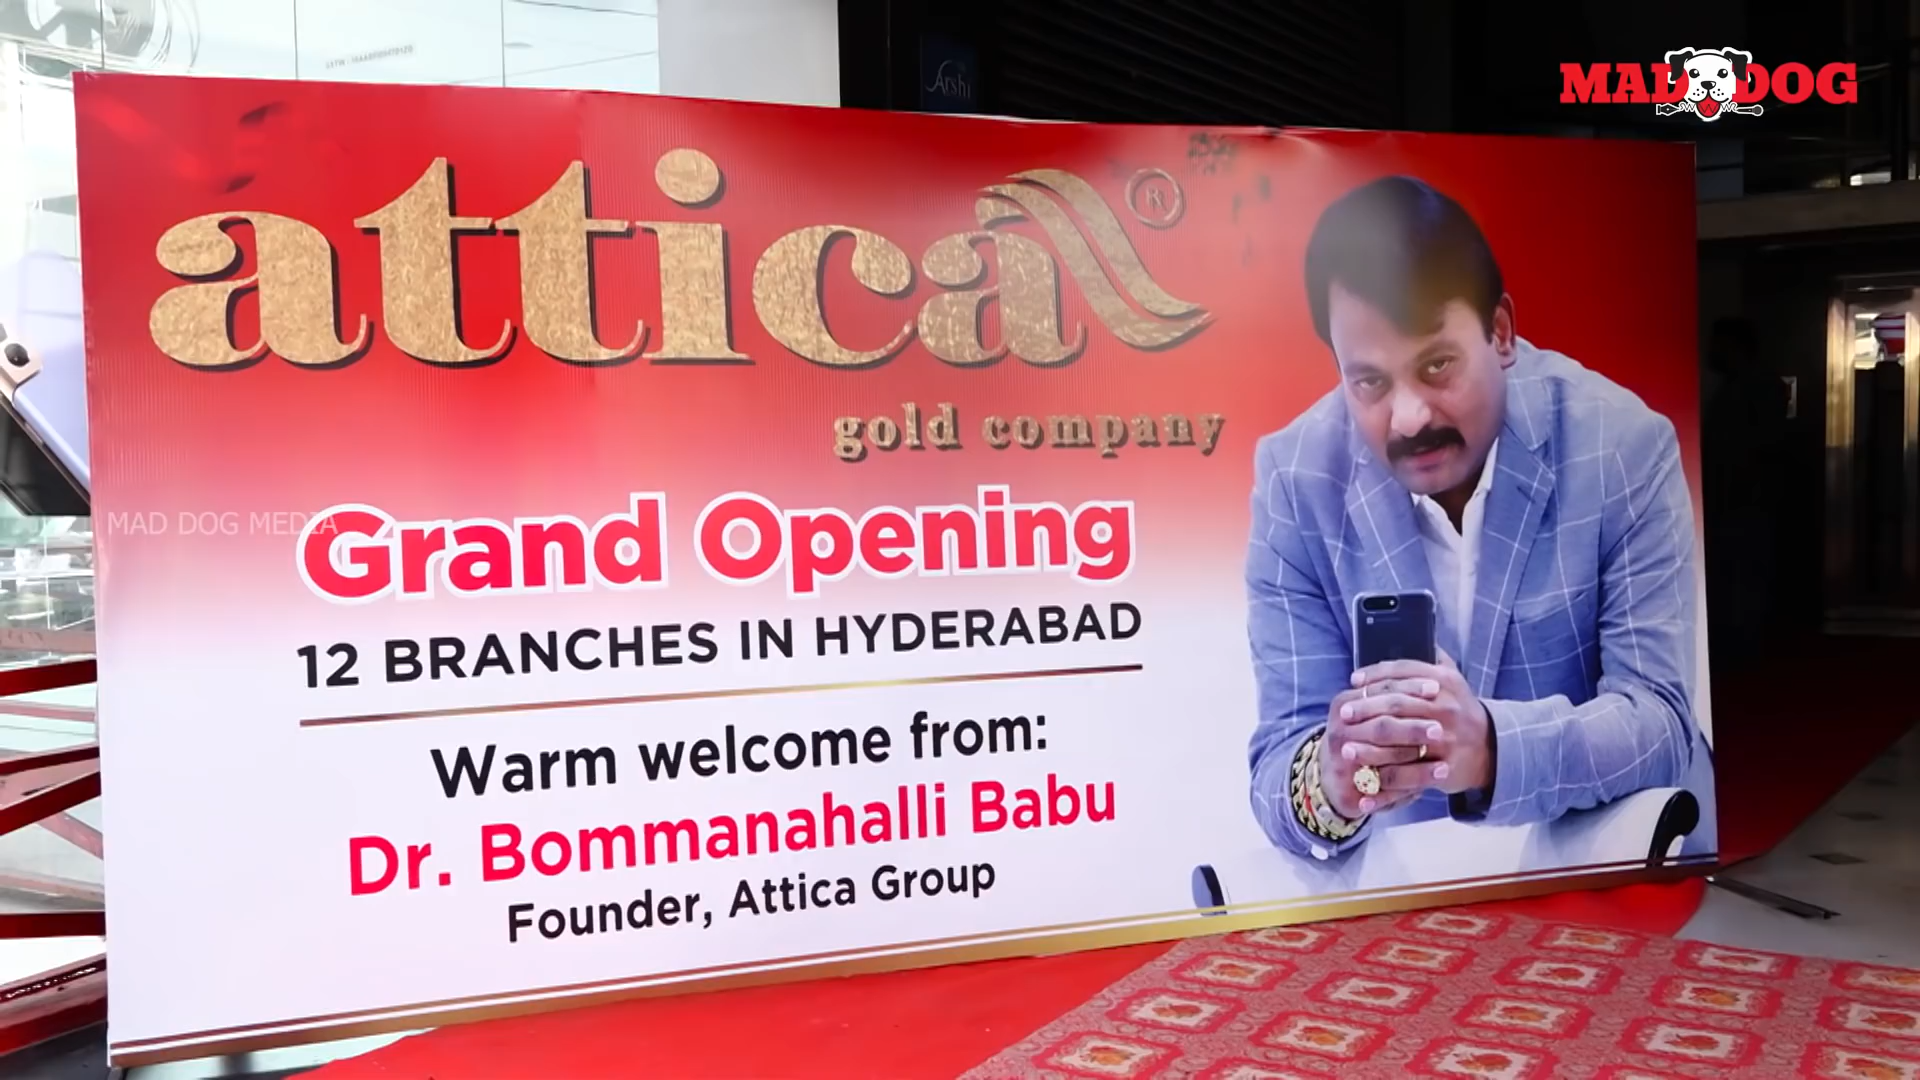 MAD DOG
Arshi
attica ®
gold company
MAD DOG MEDIA
Grand Opening
12 BRANCHES IN HYDERABAD
Warm welcome from:
Dr. Bommanahalli Babu
Founder, Attica Group